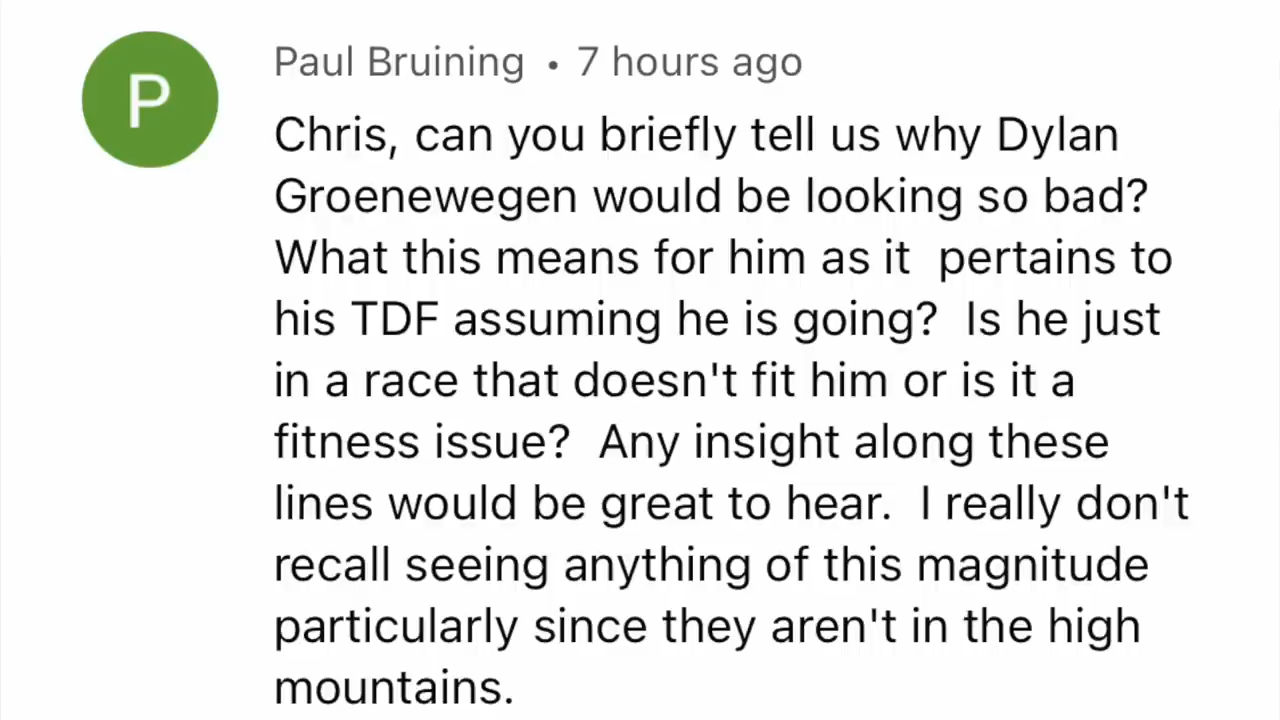 P
Paul Bruining • 7 hours ago
Chris, can you briefly tell us why Dylan
Groenewegen would be looking so bad?
What this means for him as it  pertains to
his TDF assuming he is going?  Is he just
in a race that doesn't fit him or is it a
fitness issue?  Any insight along these
lines would be great to hear.  I really don't
recall seeing anything of this magnitude
particularly since they aren't in the high
mountains.